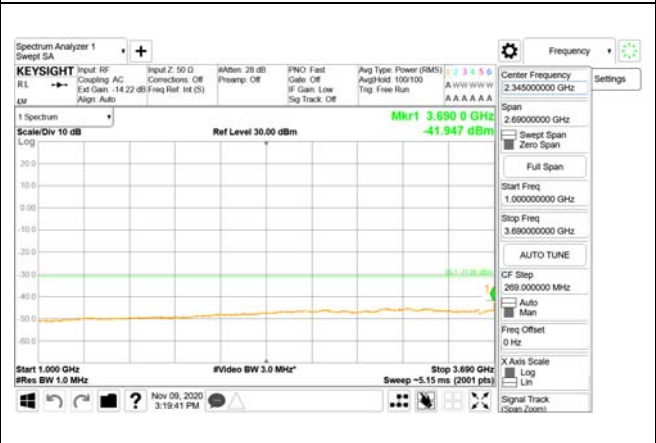 Spectrum Analyzer 1
Swept SA
Frequency
Settings
KEYSIGHT
Input: RF
Coupling: AC
Ext Gain: -14.22 dB
Align: Auto
Input Z: 50 Ω
Corrections: Off
Freq Ref: Int (S)
#Atten: 28 dB
Preamp: Off
PNO: Fast
Gate: Off
IF Gain: Low
Sig Track: Off
Avg Type: Power (RMS)
Avg|Hold: 100/100
Trig: Free Run
1 2 3 4 5 6
A W W W W W
A A A A A A
RL
1 Spectrum
Scale/Div 10 dB
Log
Ref Level 30.00 dBm
Mkr1 3.690 0 GHz
-41.947 dBm
20.0
10.0
0.00
-10.0
-20.0
-30.0
-40.0
-50.0
-60.0
1
Start 1.000 GHz
#Res BW 1.0 MHz
#Video BW 3.0 MHz*
Stop 3.690 GHz
Sweep ~5.15 ms (2001 pts)
Center Frequency
2.345000000 GHz
Span
2.69000000 GHz
Swept Span
Zero Span
Full Span
Start Freq
1.000000000 GHz
Stop Freq
3.690000000 GHz
AUTO TUNE
CF Step
269.000000 MHz
Auto
Man
Freq Offset
0 Hz
X Axis Scale
Log
Lin
Signal Track
(Span Zoom)
Nov 09, 2020
3:19:41 PM